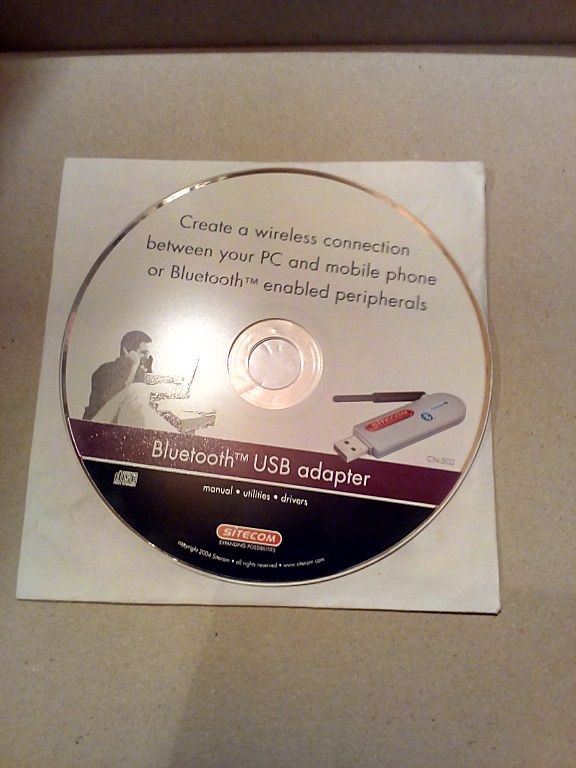 Create a wireless connection
between your PC and mobile phone
or Bluetooth™ enabled peripherals
SITECOM
CN-502
Bluetooth™ USB adapter
manual • utilities • drivers
SITECOM
EXPANDING POSSIBILITIES
copyright 2004 Sitecom • all rights reserved • www.sitecom.com